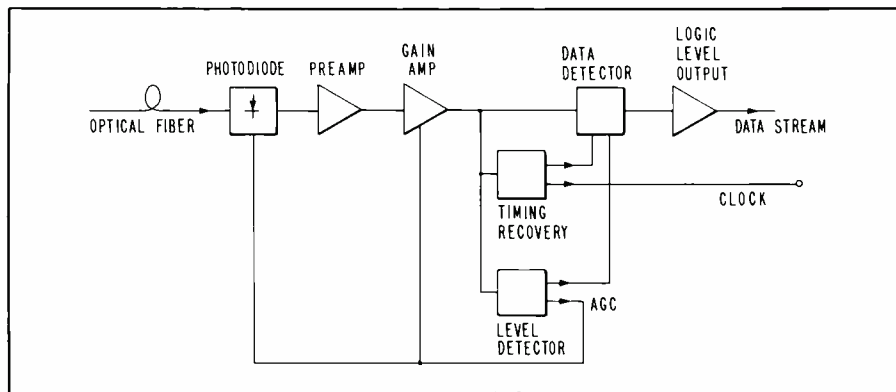 PHOTODIODE
PREAMP
GAIN
AMP
DATA
DETECTOR
LOGIC
LEVEL
OUTPUT
OPTICAL FIBER
DATA STREAM
TIMING
RECOVERY
CLOCK
LEVEL
DETECTOR
AGC